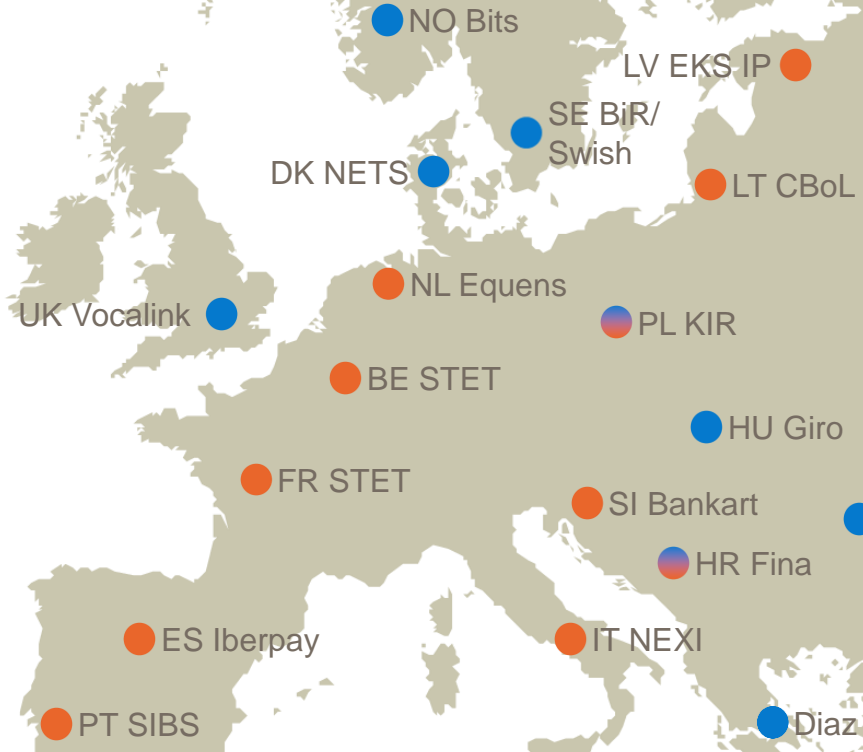 NO Bits
LV EKS IP
SE BiR/
Swish
DK NETS
LT CBoL
NL Equens
UK Vocalink
PL KIR
BE STET
HU Giro
FR STET
SI Bankart
HR Fina
ES Iberpay
IT NEXI
PT SIBS
Diaz